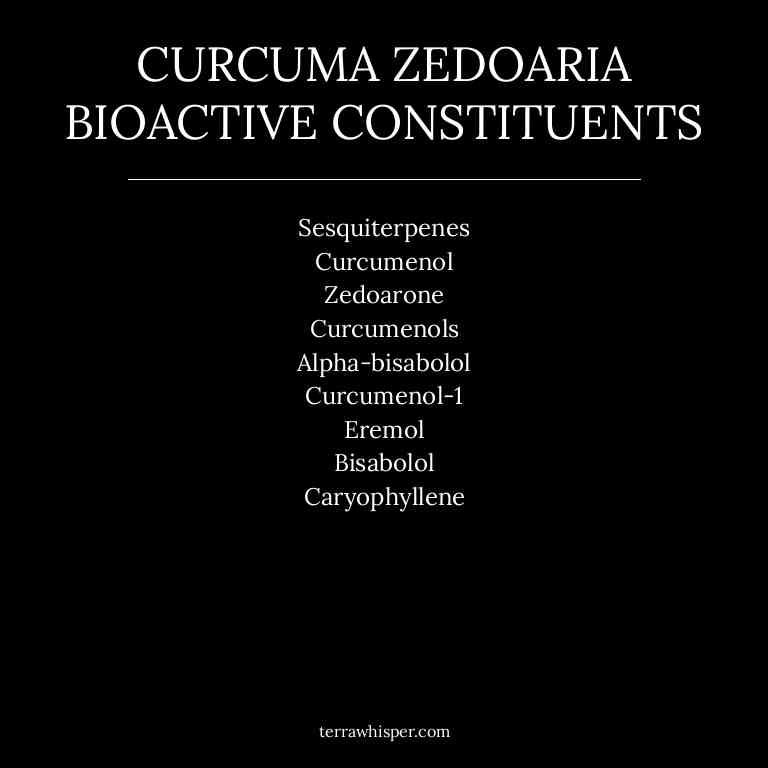 CURCUMA ZEDOARIA
BIOACTIVE CONSTITUENTS
Sesquiterpenes
Curcumenol
Zedoarone
Curcumenols
Alpha-bisabolol
Curcumenol-1
Eremol
Bisabolol
Caryophyllene
terrawhisper.com